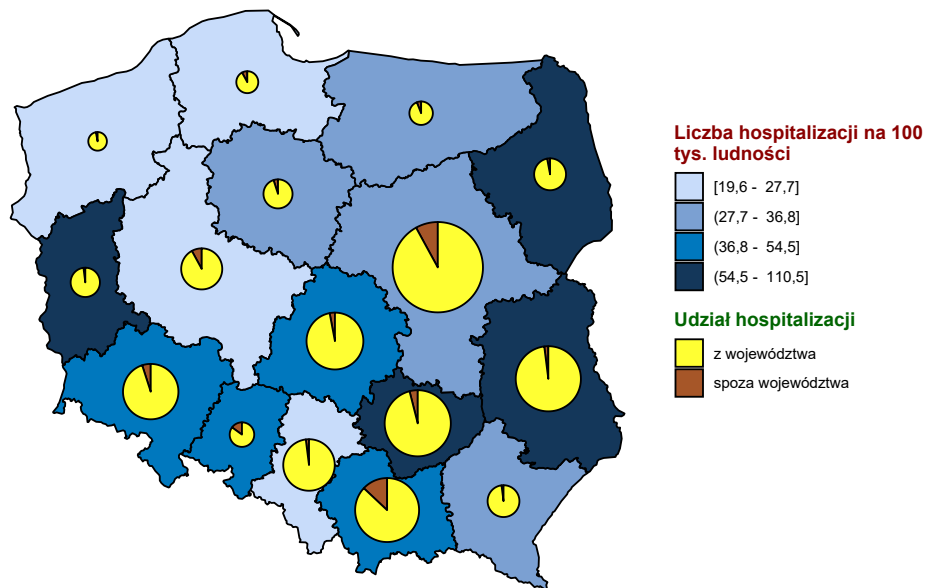 Liczba hospitalizacji na 100
tys. ludności
[19,6 - 27,7]
(27,7 - 36,8]
(36,8 - 54,5]
(54,5 - 110,5]
Udział hospitalizacji
z województwa
spoza województwa